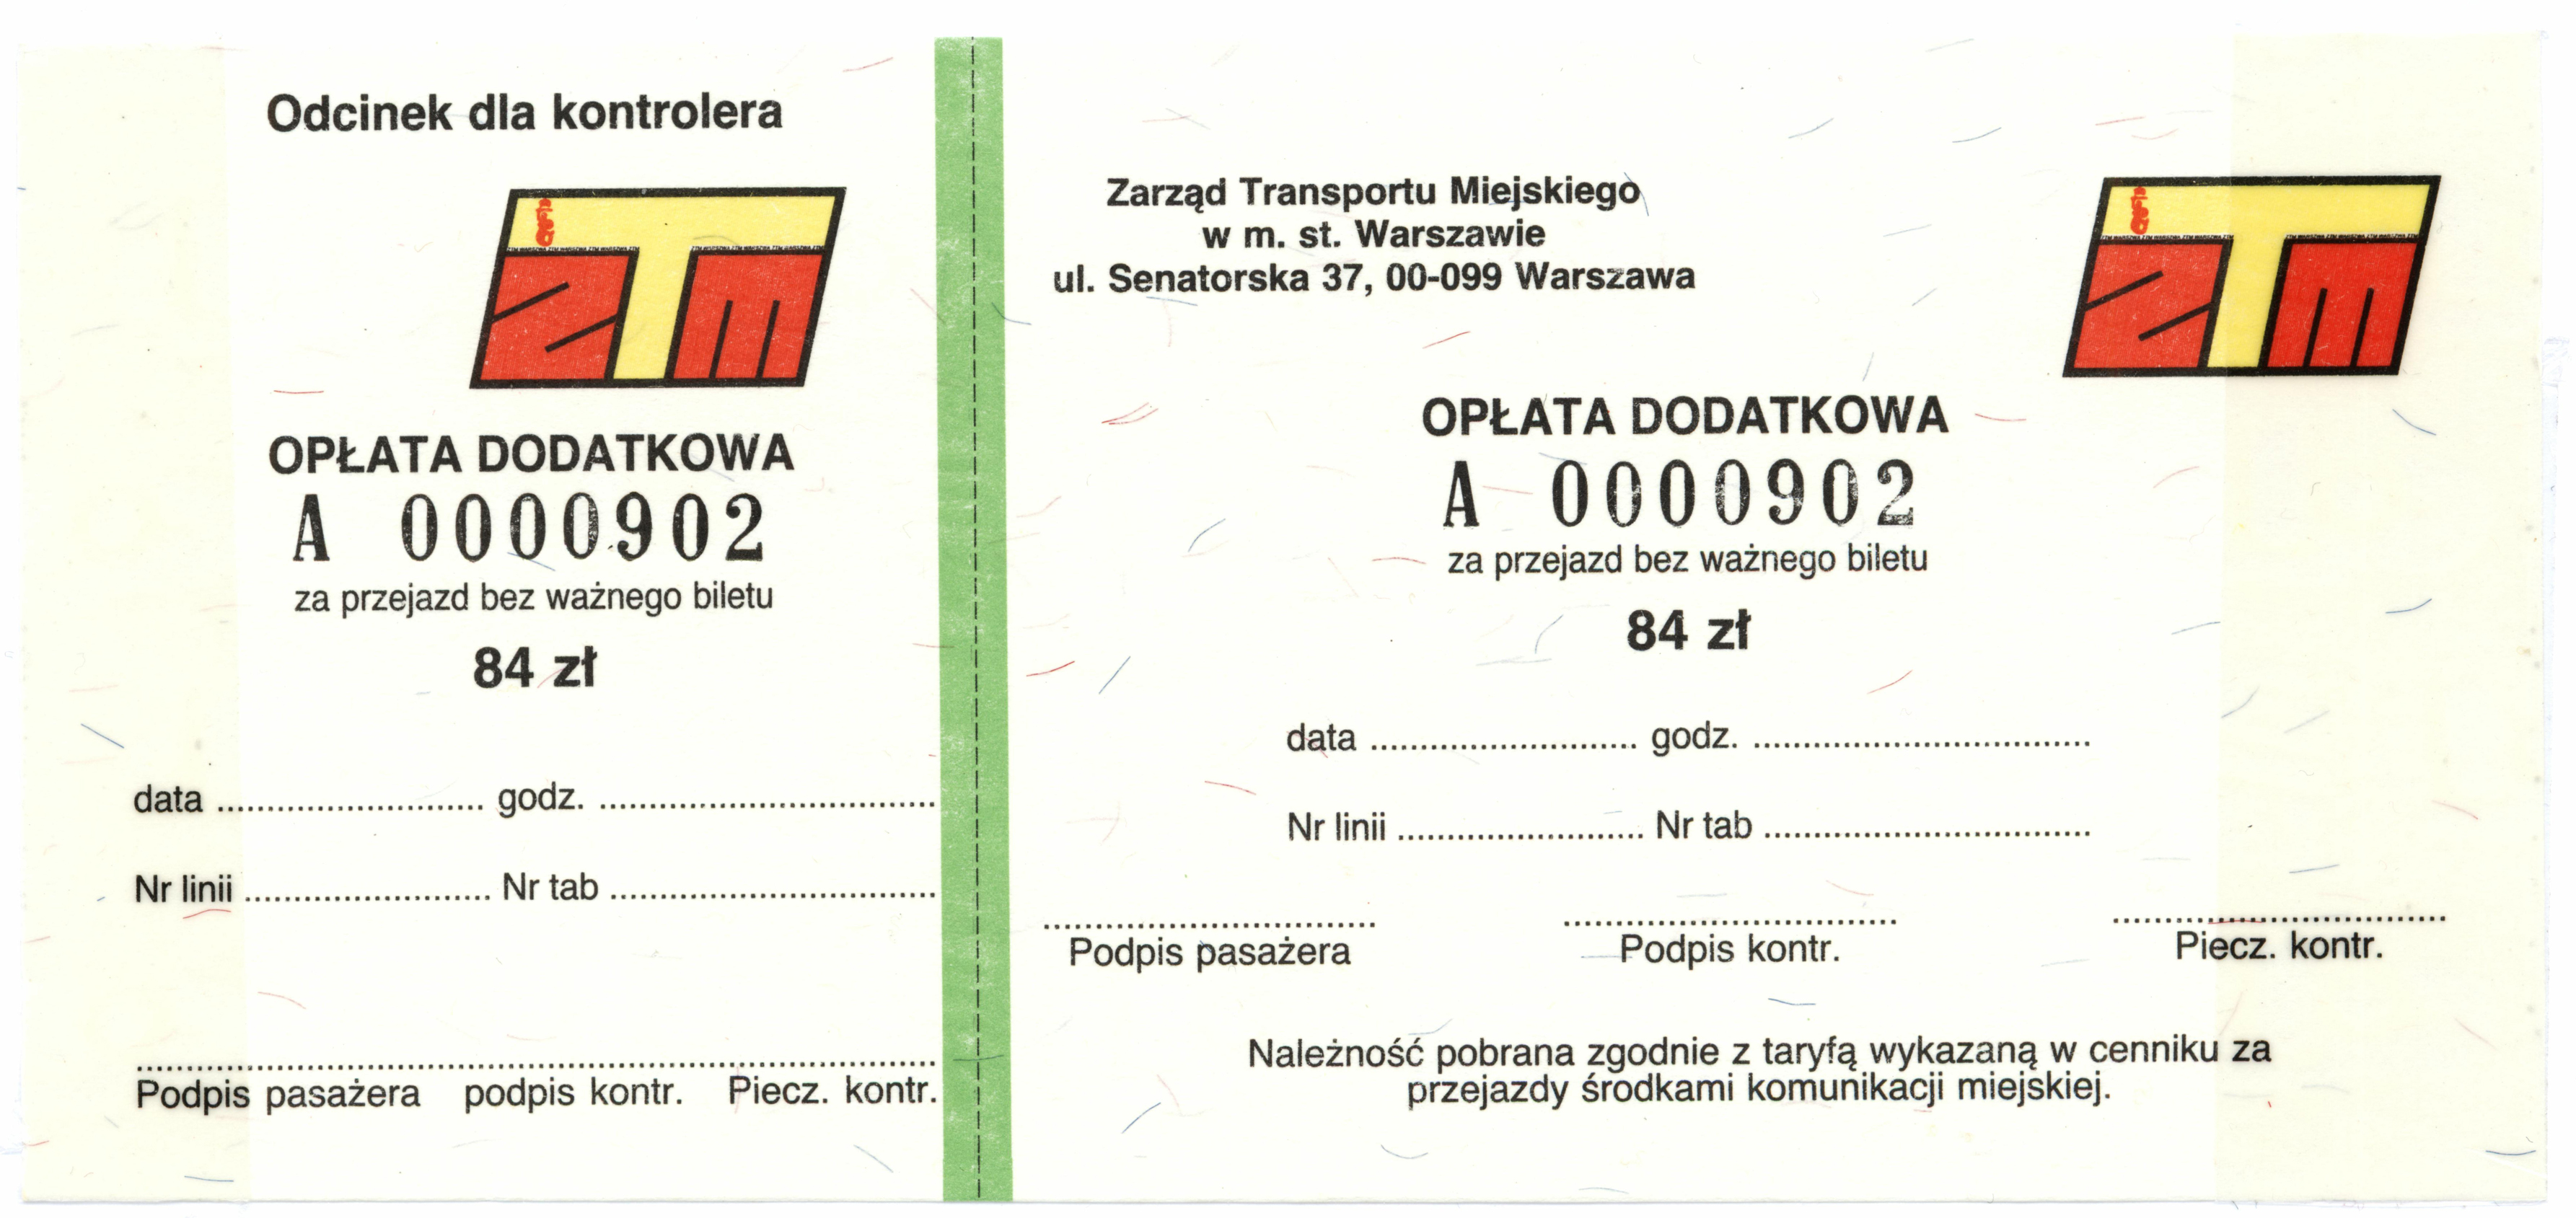 Odcinek dla kontrolera
ZTM
OPŁATA DODATKOWA
A 0000902
za przejazd bez ważnego biletu
84 zł
data .......................... godz. .................................
Nr linii ........................ Nr tab ................................
Podpis pasażera podpis kontr. Piecz. kontr.
Zarząd Transportu Miejskiego
w m. st. Warszawie
ul. Senatorska 37, 00-099 Warszawa
ZTM
OPŁATA DODATKOWA
A 0000902
za przejazd bez ważnego biletu
84 zł
data .......................... godz. .................................
Nr linii ........................ Nr tab ................................
Podpis pasażera Podpis kontr. Piecz. kontr.
Należność pobrana zgodnie z taryfą wykazaną w cenniku za
przejazdy środkami komunikacji miejskiej.